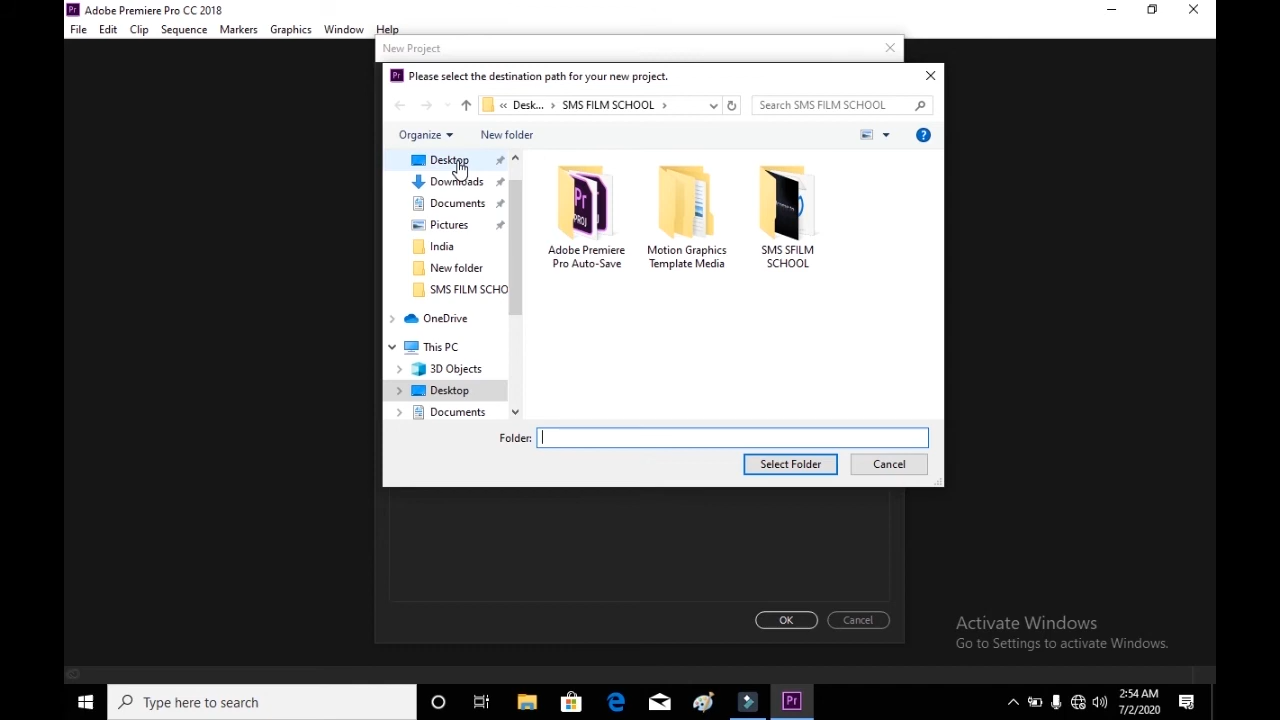 Adobe Premiere Pro CC 2018
File Edit Clip Sequence Markers Graphics Window Help
New Project
Please select the destination path for your new project.
« Desk... › SMS FILM SCHOOL ›
Search SMS FILM SCHOOL
Organize
New folder
Desktop
Downloads
Documents
Pictures
India
New folder
SMS FILM SCHO
OneDrive
This PC
3D Objects
Desktop
Documents
Adobe Premiere
Pro Auto-Save
Motion Graphics
Template Media
SMS SFILM
SCHOOL
Folder:
Select Folder
Cancel
OK
Cancel
Activate Windows
Go to Settings to activate Windows.
Type here to search
2:54 AM
7/2/2020